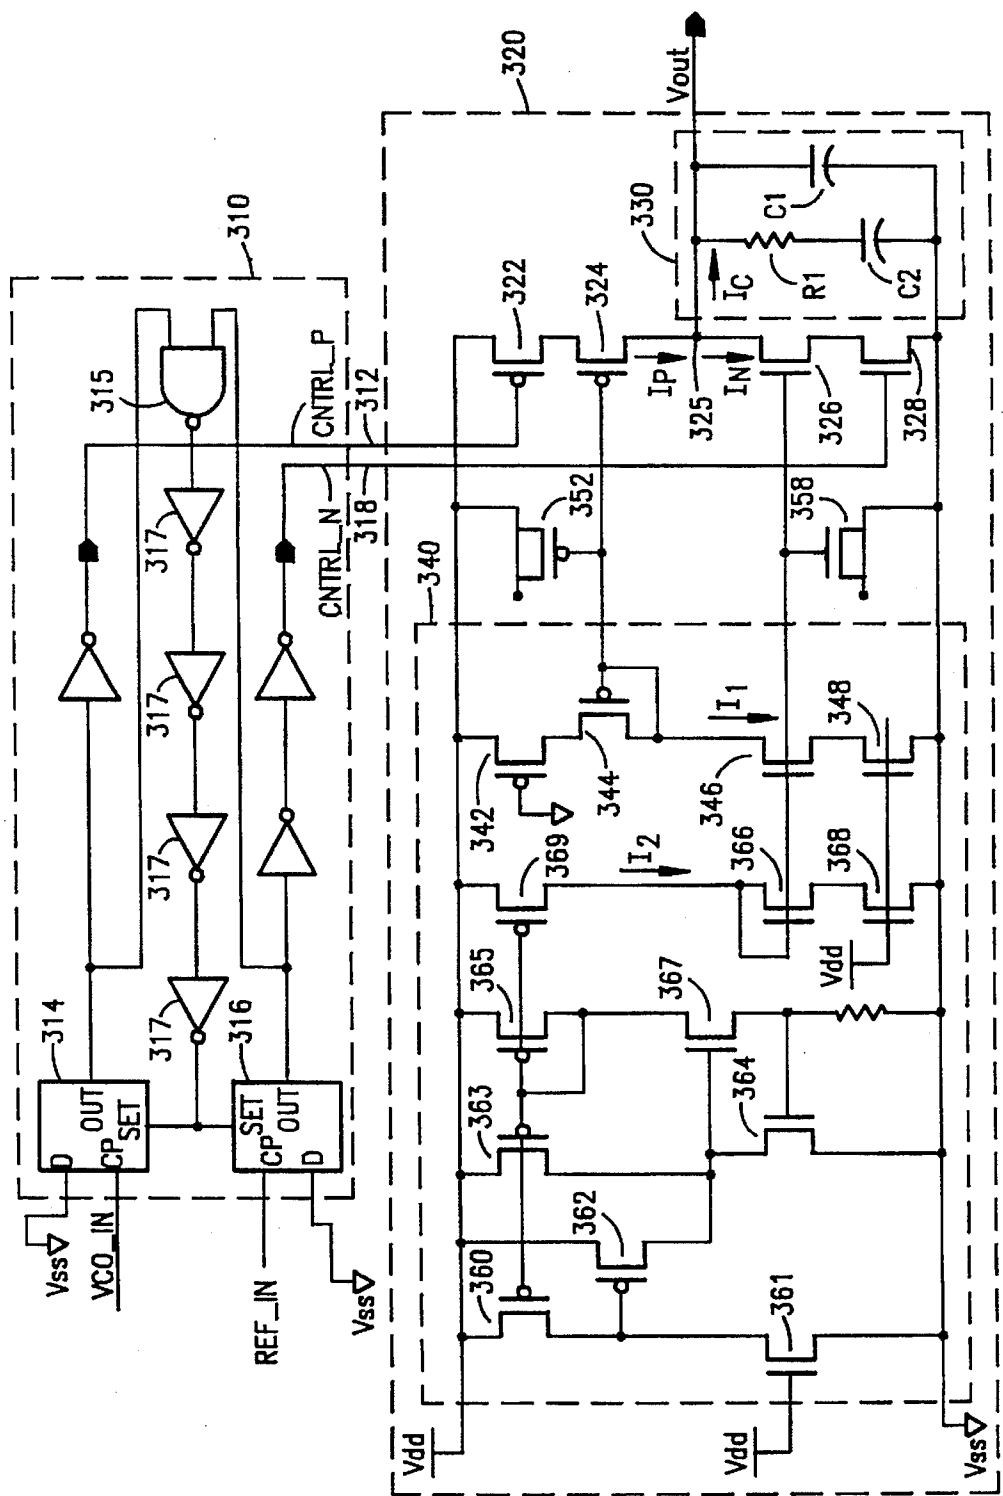 310
315
317
317
317
317
314
OUT
SET
D
CP
316
SET
OUT
CP
D
Vss
VCO_IN
REF_IN
Vss
CNTRL_P
312
CNTRL_N
318
320
Vout
330
C1
C2
R1
IC
322
324
IP
325
IN
326
328
352
358
340
342
344
I1
346
348
369
I2
366
368
Vdd
365
367
363
364
362
360
361
Vdd
Vdd
Vss